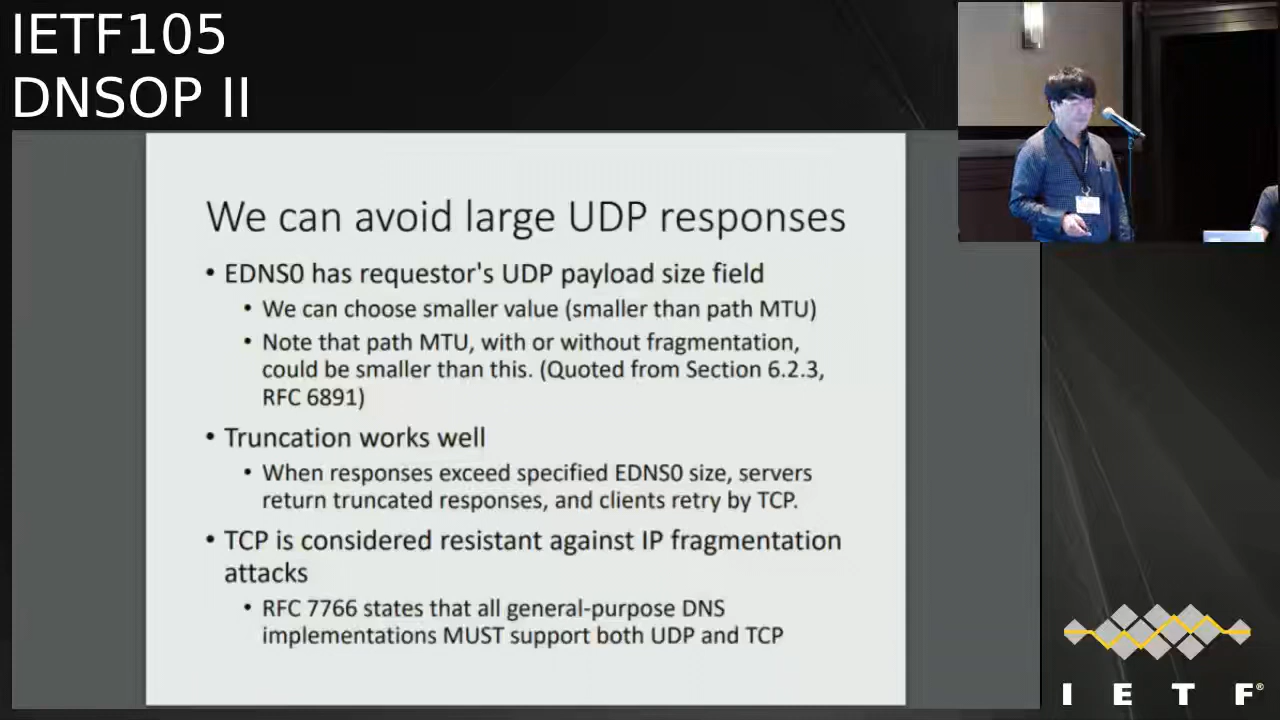 IETF105
DNSOP II
We can avoid large UDP responses
• EDNS0 has requestor's UDP payload size field
• We can choose smaller value (smaller than path MTU)
• Note that path MTU, with or without fragmentation,
could be smaller than this. (Quoted from Section 6.2.3,
RFC 6891)
• Truncation works well
• When responses exceed specified EDNS0 size, servers
return truncated responses, and clients retry by TCP.
• TCP is considered resistant against IP fragmentation
attacks
• RFC 7766 states that all general-purpose DNS
implementations MUST support both UDP and TCP
I E T F®